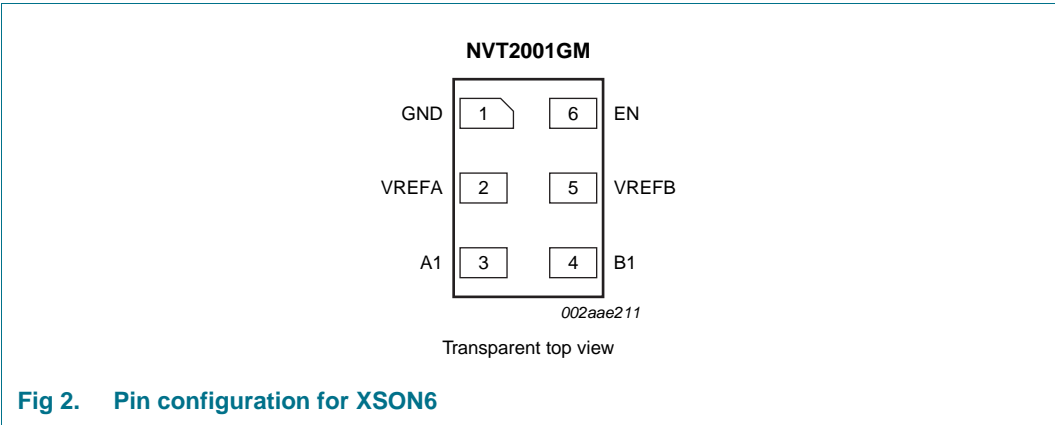 NVT2001GM
GND 1 6 EN
VREFA 2 5 VREFB
A1 3 4 B1
002aae211
Transparent top view
Fig 2. Pin configuration for XSON6